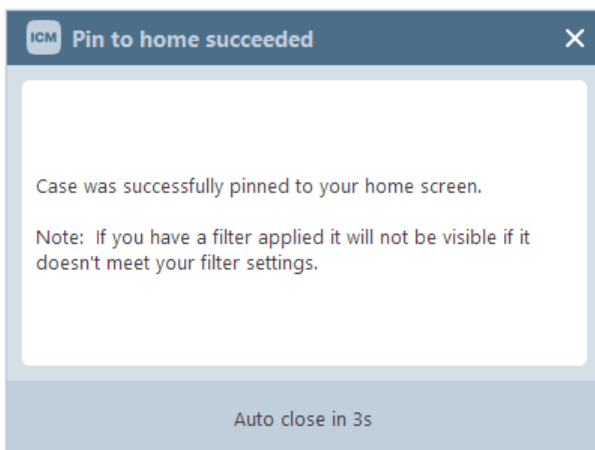 ICM Pin to home succeeded
Case was successfully pinned to your home screen.
Note:  If you have a filter applied it will not be visible if it
doesn't meet your filter settings.
Auto close in 3s